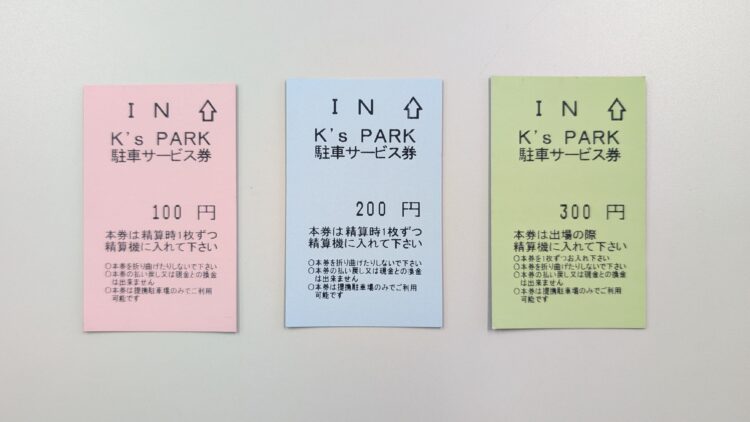 IN ⇧
K's PARK
駐車サービス券
100 円
本券は精算時1枚ずつ
精算機に入れて下さい
○本券を折り曲げたりしないで下さい
○本券の払い戻し又は現金との換金
は出来ません
○本券は提携駐車場のみでご利用
可能です
IN ⇧
K's PARK
駐車サービス券
200 円
本券は精算時1枚ずつ
精算機に入れて下さい
○本券を折り曲げたりしないで下さい
○本券の払い戻し又は現金との換金
は出来ません
○本券は提携駐車場のみでご利用
可能です
IN ⇧
K's PARK
駐車サービス券
300 円
本券は出場の際
精算機に入れて下さい
○本券を1枚ずつお入れ下さい
○本券を折り曲げたりしないで下さい
○本券の払い戻し又は現金との換金
は出来ません
○本券は提携駐車場のみでご利用
可能です